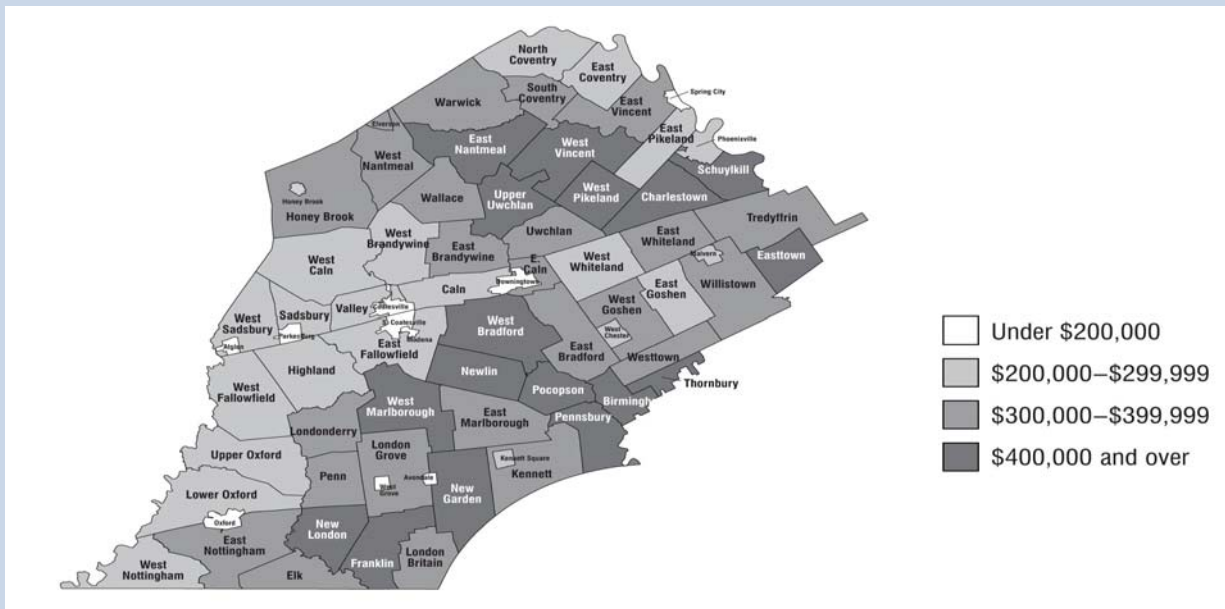 North
Coventry
East
Coventry
South
Coventry
Spring City
Warwick
East
Vincent
Elverson
East
Pikeland
Phoenixville
East
Nantmeal
West
Vincent
West
Nantmeal
Schuylkill
Honey Brook
Honey Brook
Wallace
Upper
Uwchlan
West
Pikeland
Charlestown
Tredyffrin
Uwchlan
East
Whiteland
West
Brandywine
East
Brandywine
West
Caln
E.
Caln
West
Whiteland
Malvern
Easttown
Downingtown
East
Goshen
Willistown
Caln
Valley
Coatesville
West
Goshen
West
Sadsbury
Sadsbury
Parkesburg
S. Coatesville
Modena
West
Bradford
West
Chester
East
Fallowfield
East
Bradford
Westtown
Highland
Newlin
Thornbury
West
Fallowfield
Pocopson
Birmingh
West
Marlborough
Pennsbury
East
Marlborough
Londonderry
London
Grove
Upper Oxford
Kennett Square
Kennett
Penn
Avondale
West
Grove
Lower Oxford
New
Garden
Oxford
New
London
East
Nottingham
London
Britain
Franklin
West
Nottingham
Elk
Under $200,000
$200,000–$299,999
$300,000–$399,999
$400,000 and over